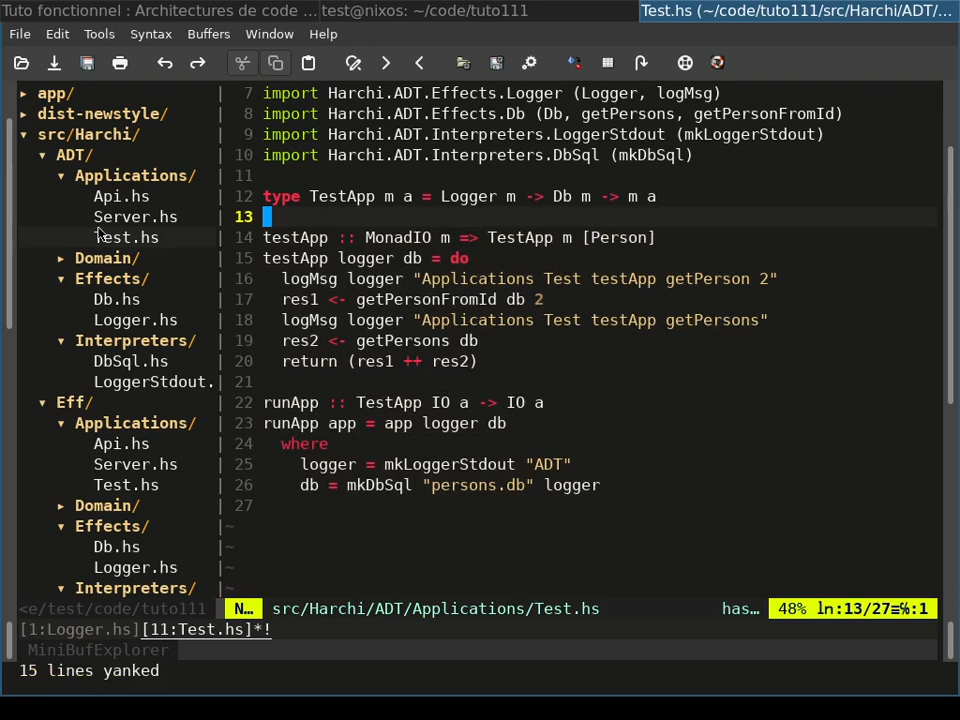 Tuto fonctionnel : Architectures de code ... test@nixos: ~/code/tuto111 Test.hs (~/code/tuto111/src/Harchi/ADT/...
File Edit Tools Syntax Buffers Window Help
▸ app/ | 7 import Harchi.ADT.Effects.Logger (Logger, logMsg)
▸ dist-newstyle/ | 8 import Harchi.ADT.Effects.Db (Db, getPersons, getPersonFromId)
▾ src/Harchi/ | 9 import Harchi.ADT.Interpreters.LoggerStdout (mkLoggerStdout)
▾ ADT/ | 10 import Harchi.ADT.Interpreters.DbSql (mkDbSql)
▾ Applications/ | 11
Api.hs | 12 type TestApp m a = Logger m -> Db m -> m a
Server.hs | 13
Test.hs | 14 testApp :: MonadIO m => TestApp m [Person]
▸ Domain/ | 15 testApp logger db = do
▾ Effects/ | 16 logMsg logger "Applications Test testApp getPerson 2"
Db.hs | 17 res1 <- getPersonFromId db 2
Logger.hs | 18 logMsg logger "Applications Test testApp getPersons"
▾ Interpreters/ | 19 res2 <- getPersons db
DbSql.hs | 20 return (res1 ++ res2)
LoggerStdout. | 21
▾ Eff/ | 22 runApp :: TestApp IO a -> IO a
▾ Applications/ | 23 runApp app = app logger db
Api.hs | 24 where
Server.hs | 25 logger = mkLoggerStdout "ADT"
Test.hs | 26 db = mkDbSql "persons.db" logger
▸ Domain/ | 27
▾ Effects/ |~
Db.hs |~
Logger.hs |~
▾ Interpreters/ |~
<e/test/code/tuto111 N... src/Harchi/ADT/Applications/Test.hs has... 48% ln:13/27≡℅:1
[1:Logger.hs][11:Test.hs]*!
MiniBufExplorer
15 lines yanked